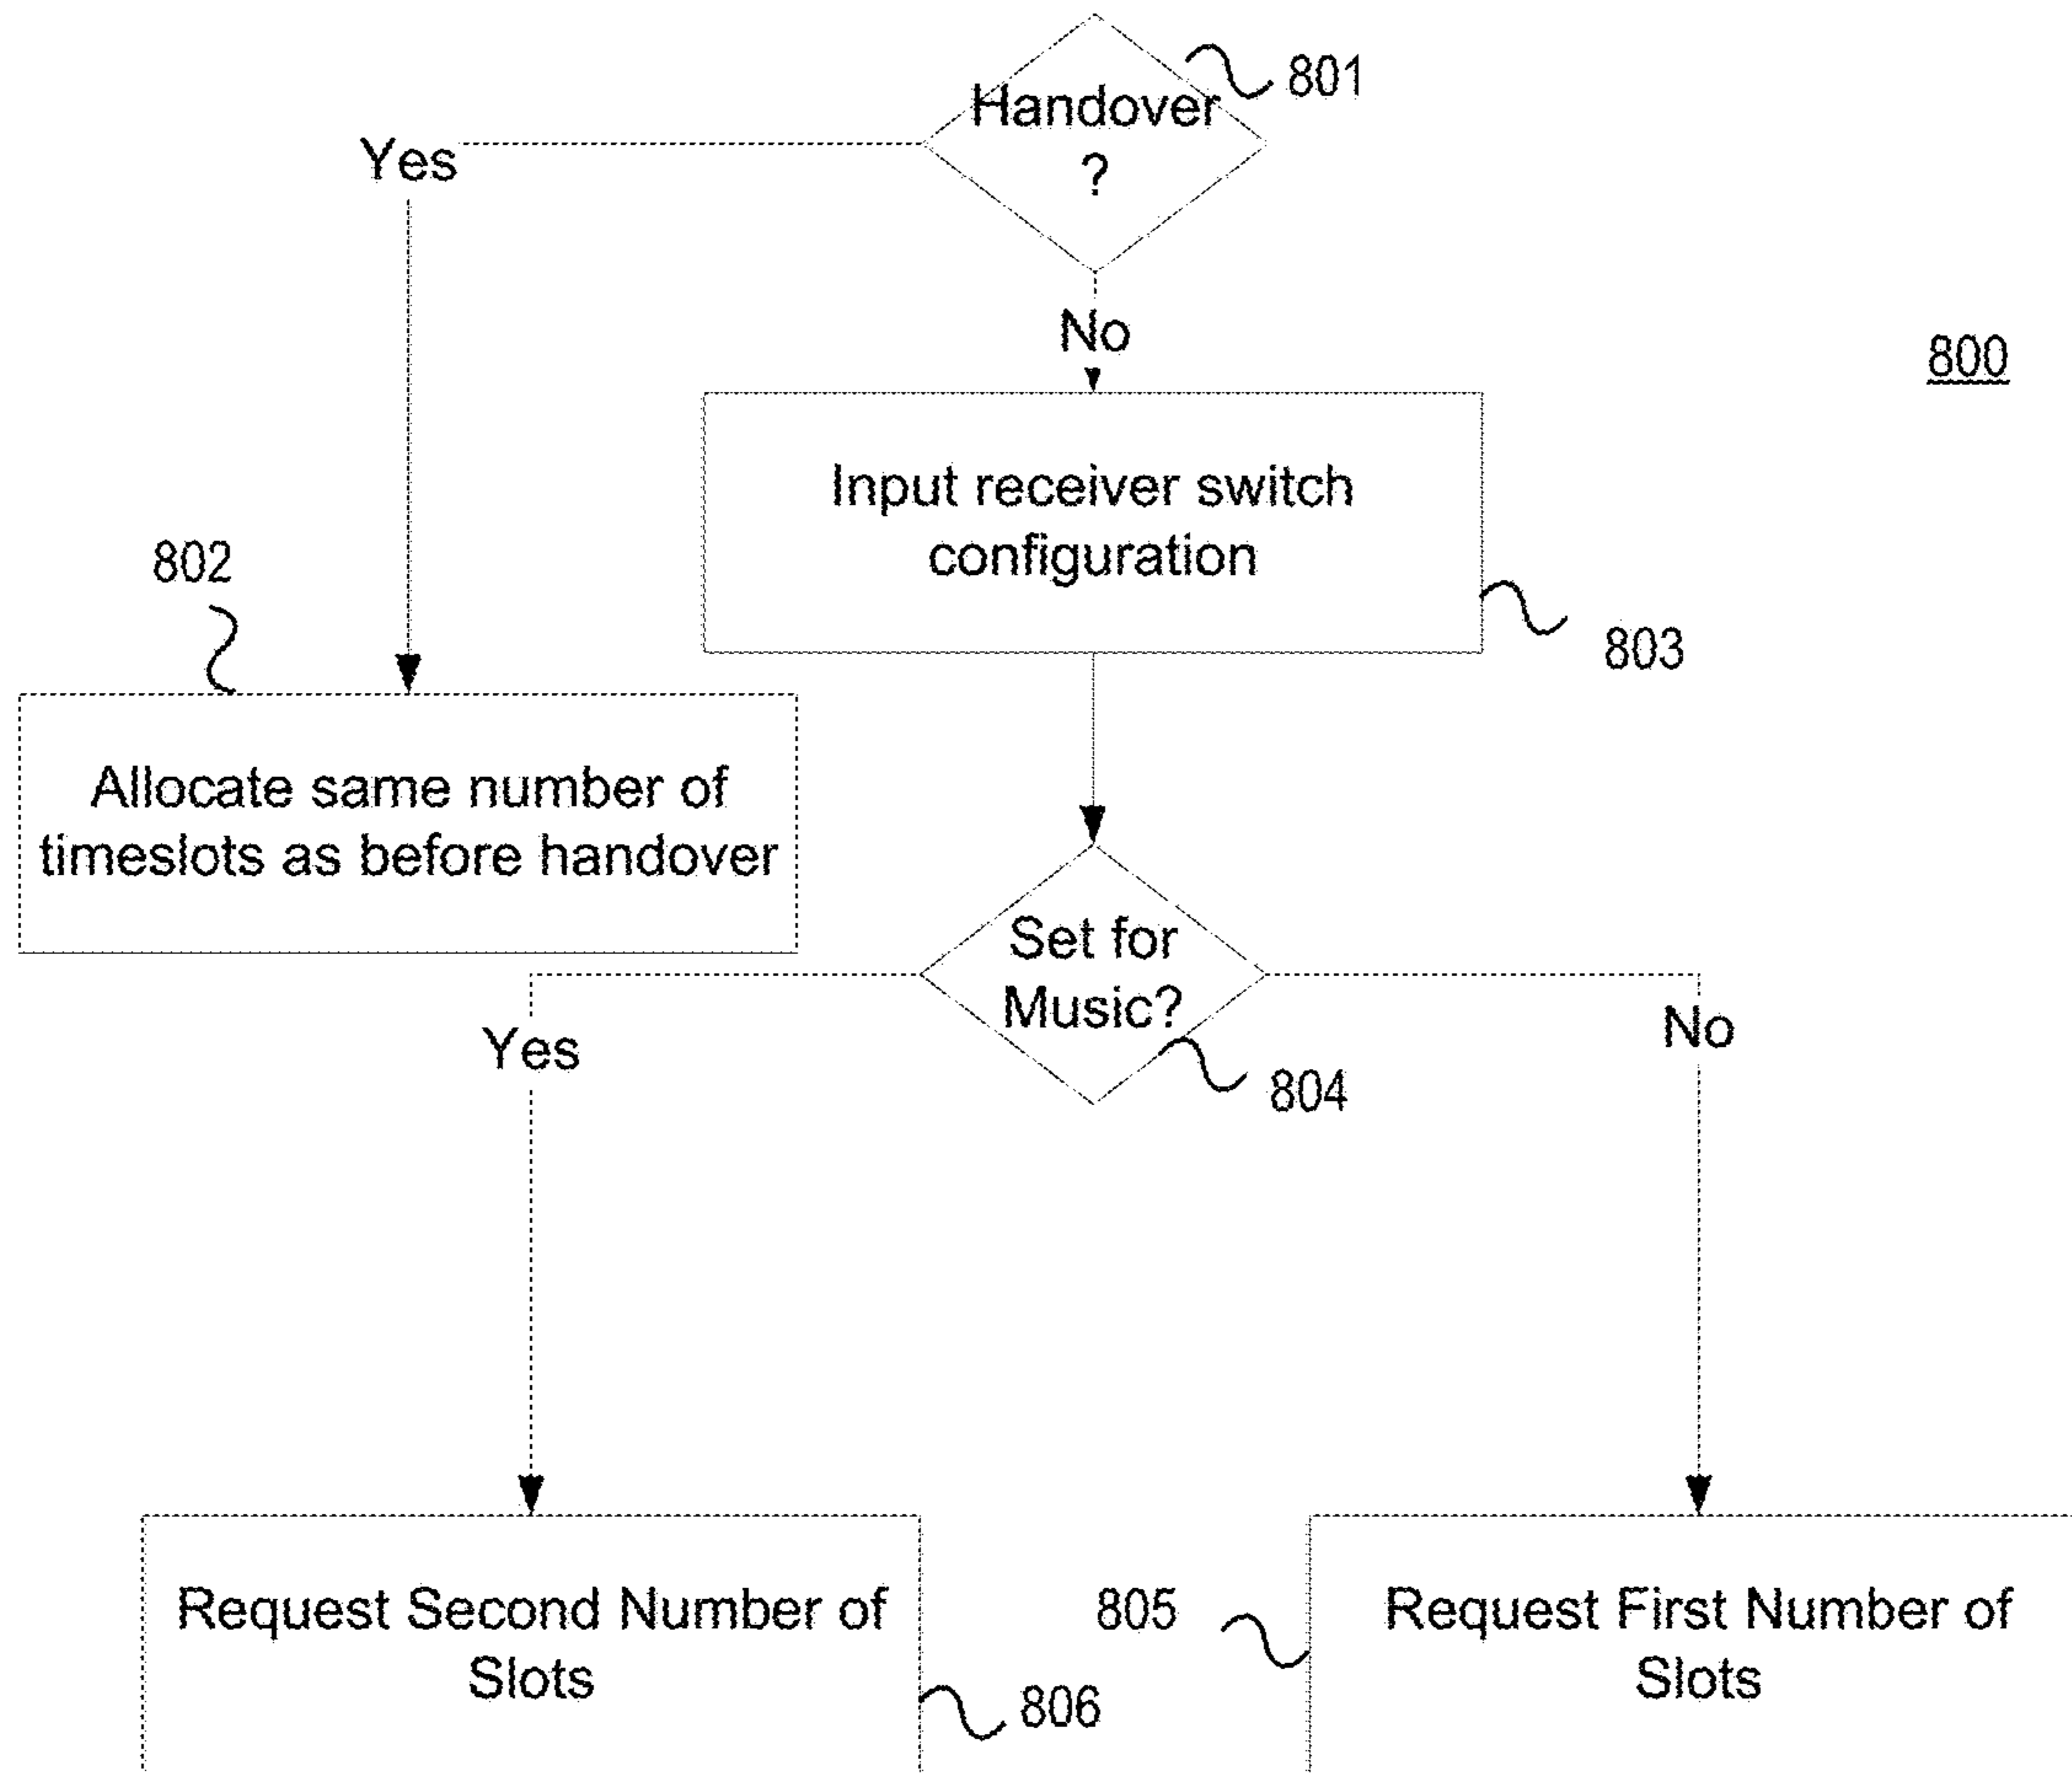 801
Handover
?
Yes
No
800
Input receiver switch
configuration
802
803
Allocate same number of
timeslots as before handover
Set for
Music?
Yes
No
804
Request Second Number of
Slots
806
805
Request First Number of
Slots